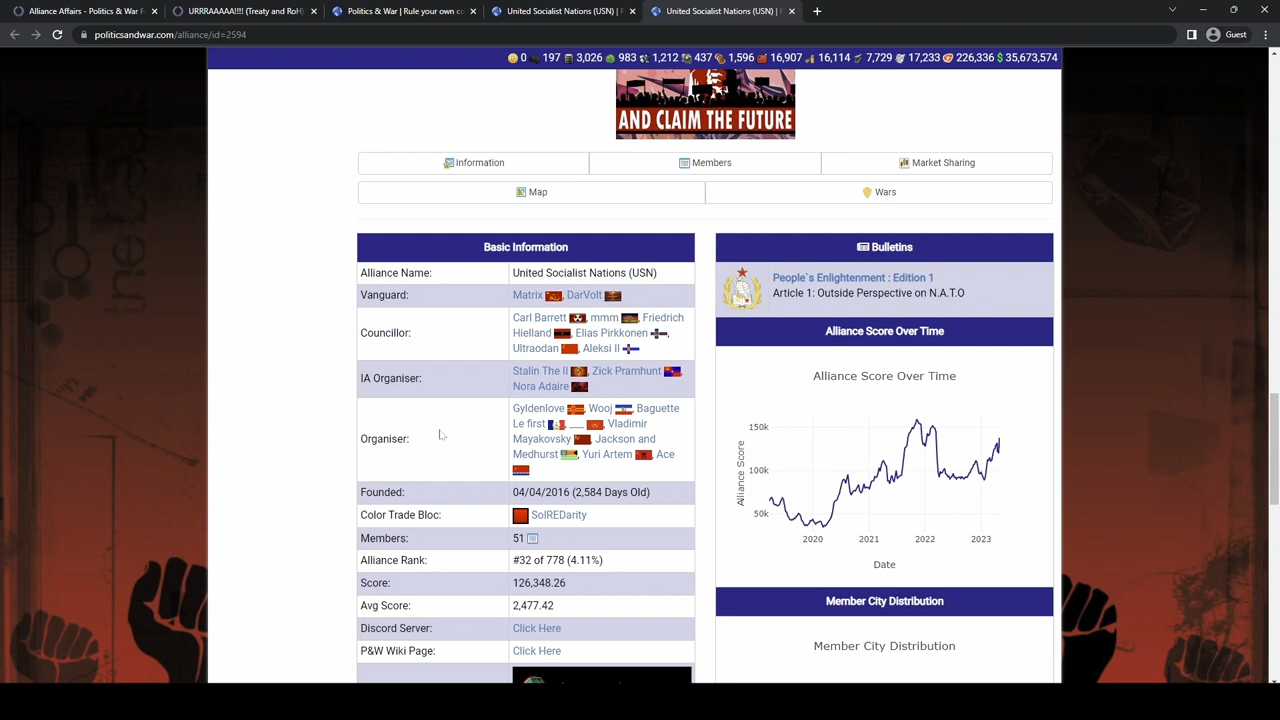 Alliance Affairs - Politics & War F
URRRAAAAA!!!! (Treaty and RoH)
Politics & War | Rule your own co
United Socialist Nations (USN) | P
United Socialist Nations (USN) | P
politicsandwar.com/alliance/id=2594
Guest
0 197 3,026 983 1,212 437 1,596 16,907 16,114 7,729 17,233 226,336 $ 35,673,574
AND CLAIM THE FUTURE
Information
Members
Market Sharing
Map
Wars
Basic Information
Alliance Name: United Socialist Nations (USN)
Vanguard: Matrix , DarVolt
Councillor:
Carl Barrett , mmm , Friedrich
Hielland , Elias Pirkkonen ,
Ultraodan , Aleksi II
IA Organiser:
Stalin The II , Zick Pramhunt ,
Nora Adaire
Organiser:
Gyldenlove , Wooj , Baguette
Le first , __ , Vladimir
Mayakovsky , Jackson and
Medhurst , Yuri Artem , Ace
Founded: 04/04/2016 (2,584 Days Old)
Color Trade Bloc: SolREDarity
Members: 51
Alliance Rank: #32 of 778 (4.11%)
Score: 126,348.26
Avg Score: 2,477.42
Discord Server: Click Here
P&W Wiki Page: Click Here
Bulletins
People`s Enlightenment : Edition 1
Article 1: Outside Perspective on N.A.T.O
Alliance Score Over Time
Alliance Score Over Time
150k
100k
50k
Alliance Score
2020 2021 2022 2023
Date
Member City Distribution
Member City Distribution